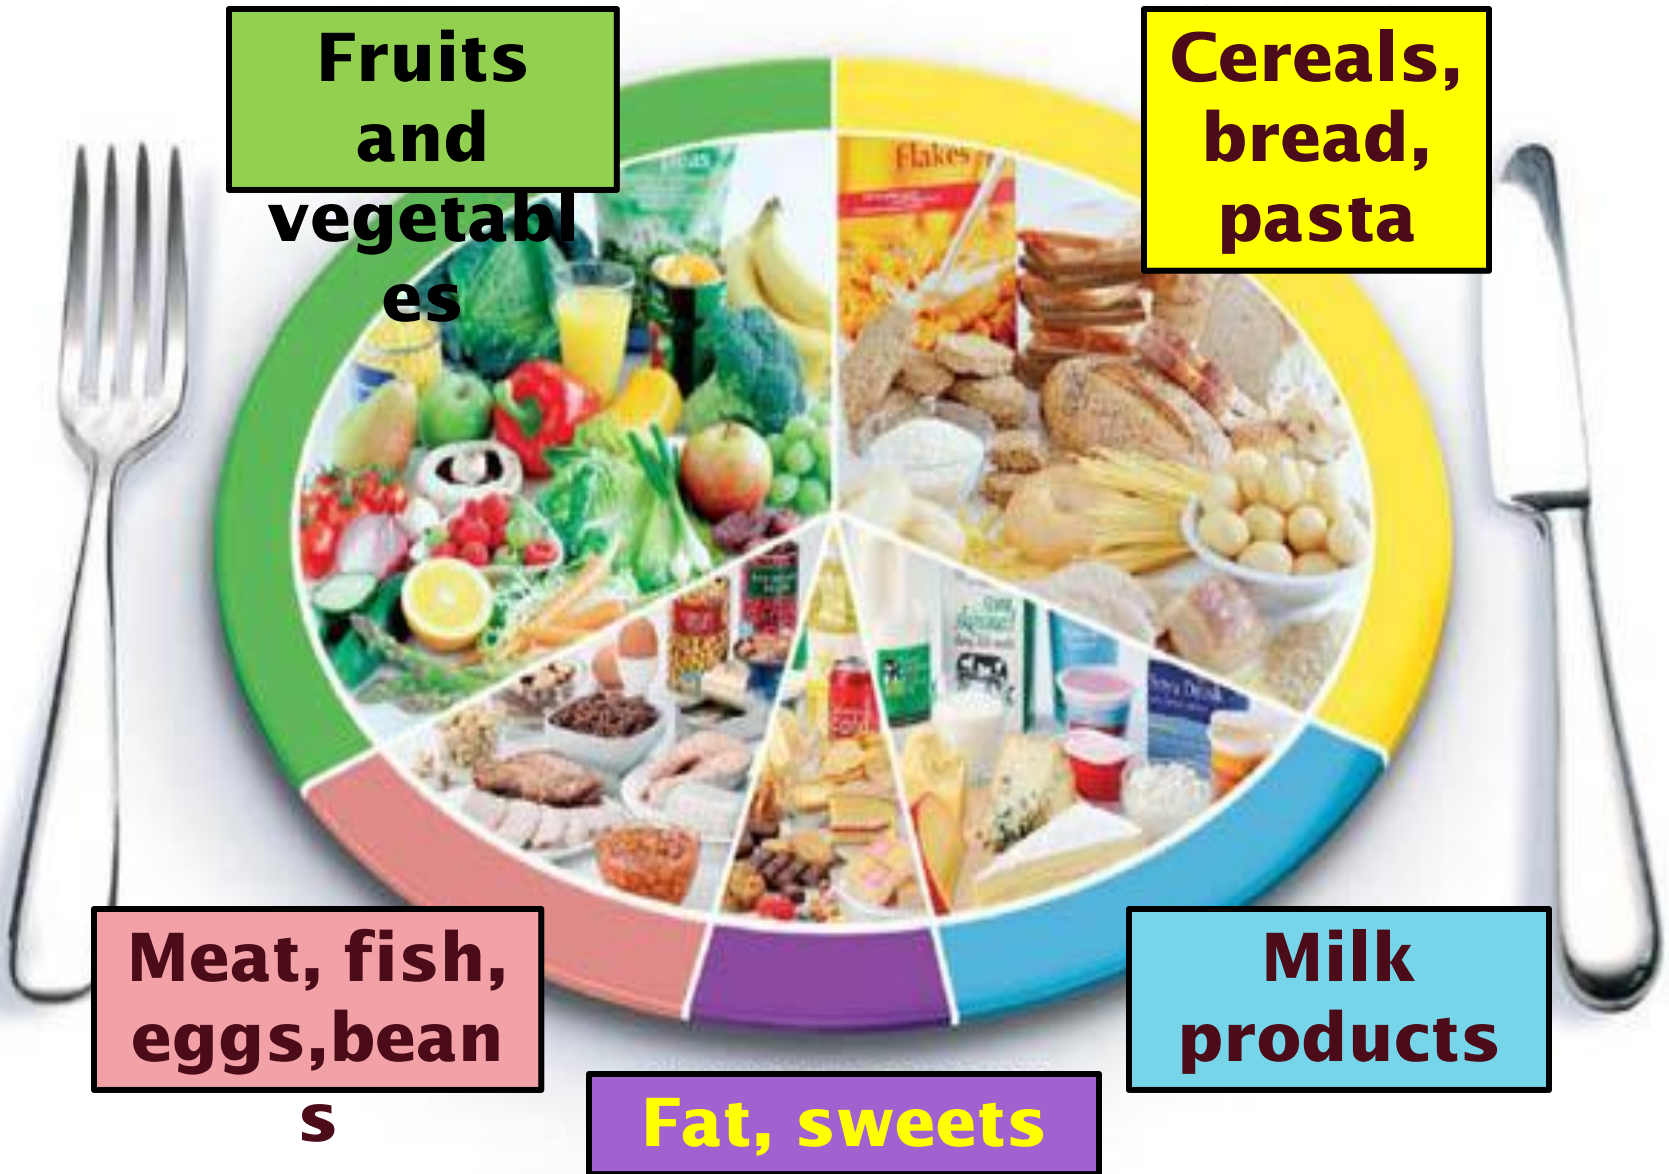 Fruits
and
vegetabl
es
Cereals,
bread,
pasta
Flakes
Meat, fish,
eggs,bean
s
Milk
products
Fat, sweets